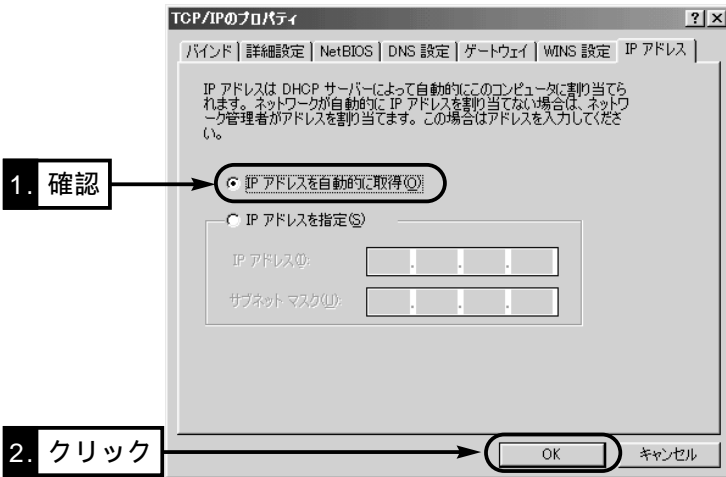 TCP/IPのプロパティ
バインド 詳細設定 NetBIOS DNS 設定 ゲートウェイ WINS 設定 IP アドレス
IP アドレスは DHCP サーバーによって自動的にこのコンピュータに割り当てら
れます。ネットワークが自動的に IP アドレスを割り当てない場合は、ネットワ
ーク管理者がアドレスを割り当てます。この場合はアドレスを入力してくださ
い。
1. 確認
IP アドレスを自動的に取得(O)
IP アドレスを指定(S)
IP アドレス(I):
サブネット マスク(U):
2. クリック
OK キャンセル